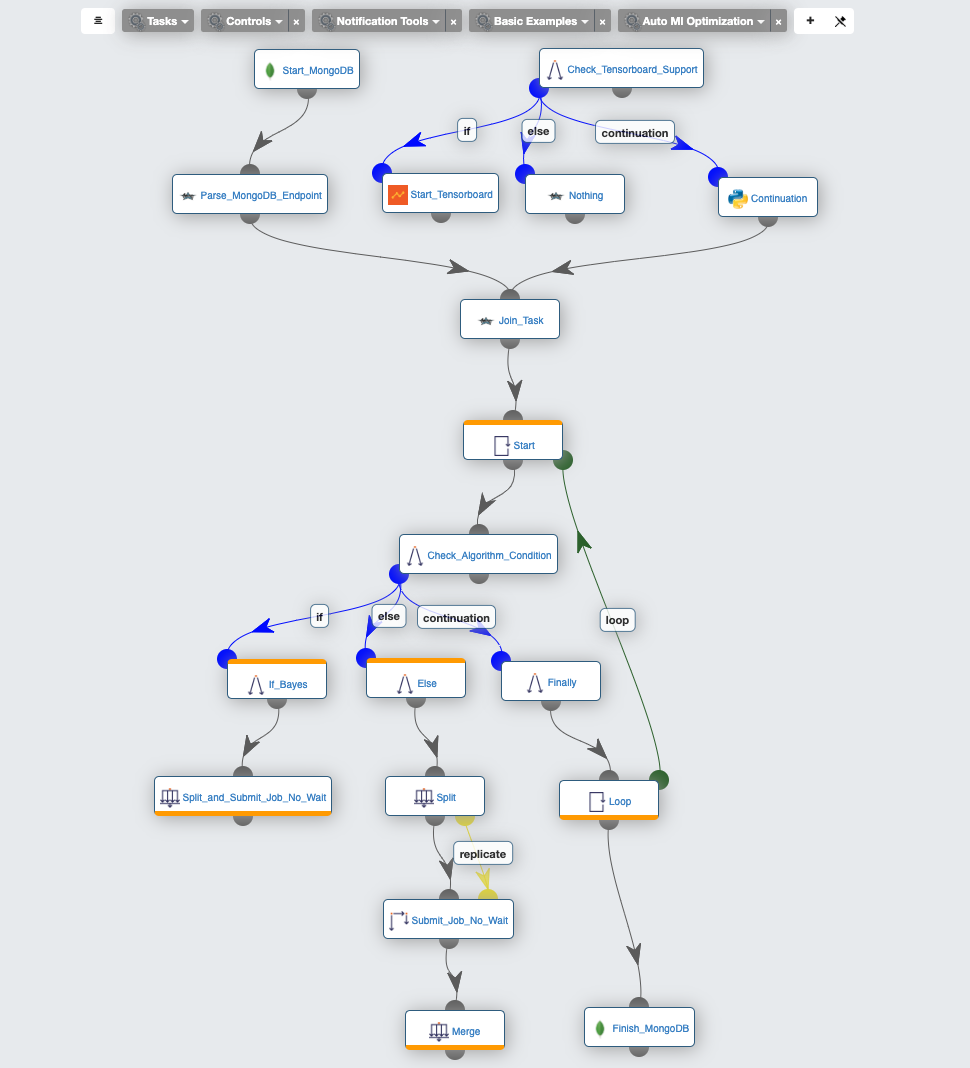 Tasks
Controls ×
Notification Tools ×
Basic Examples ×
Auto Ml Optimization ×
+
Start_MongoDB
Check_Tensorboard_Support
if
else
continuation
Parse_MongoDB_Endpoint
Start_Tensorboard
Nothing
Continuation
Join_Task
Start
Check_Algorithm_Condition
if
else
continuation
loop
If_Bayes
Else
Finally
Split_and_Submit_Job_No_Wait
Split
Loop
replicate
Submit_Job_No_Wait
Merge
Finish_MongoDB